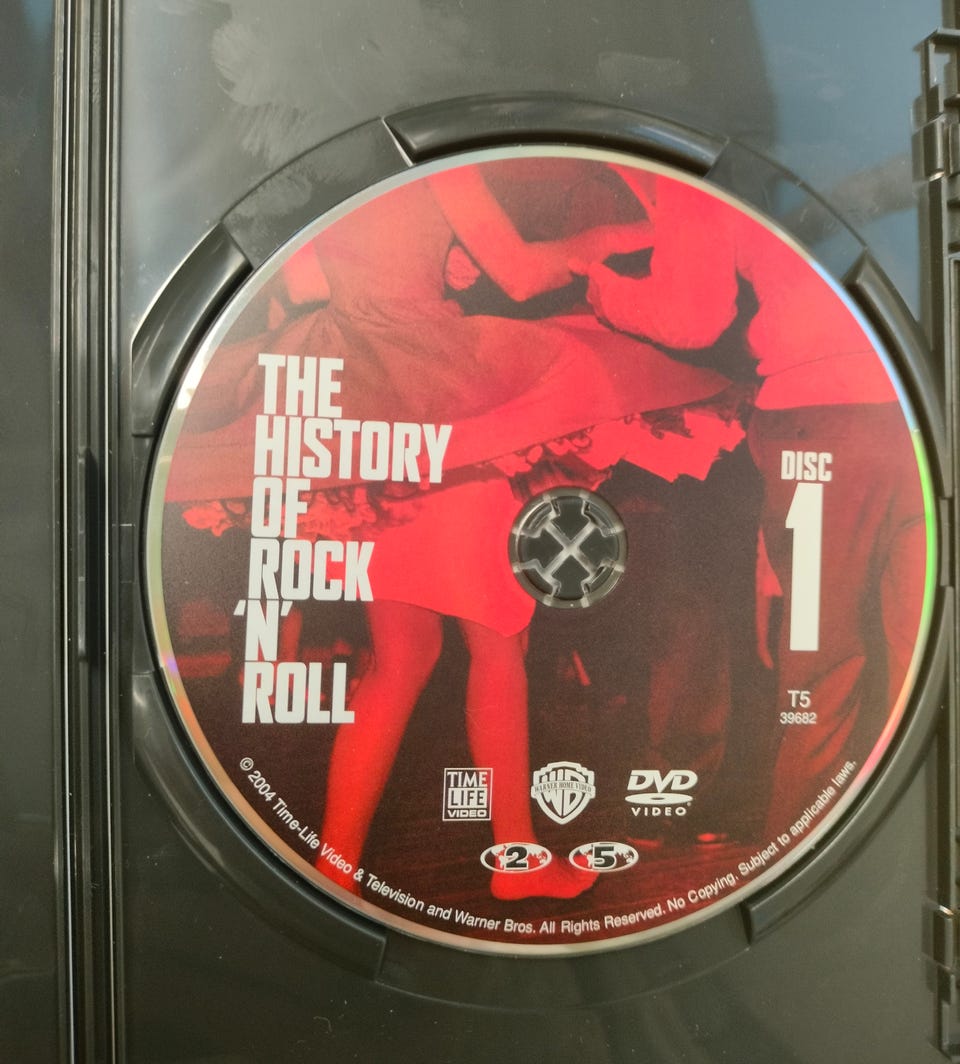 THE
HISTORY
OF
ROCK
'N'
ROLL
DISC
1
T5
39682
TIME
LIFE
VIDEO
WB
WARNER HOME VIDEO
DVD
VIDEO
2
5
© 2004 Time-Life Video & Television and Warner Bros. All Rights Reserved. No Copying. Subject to applicable laws.